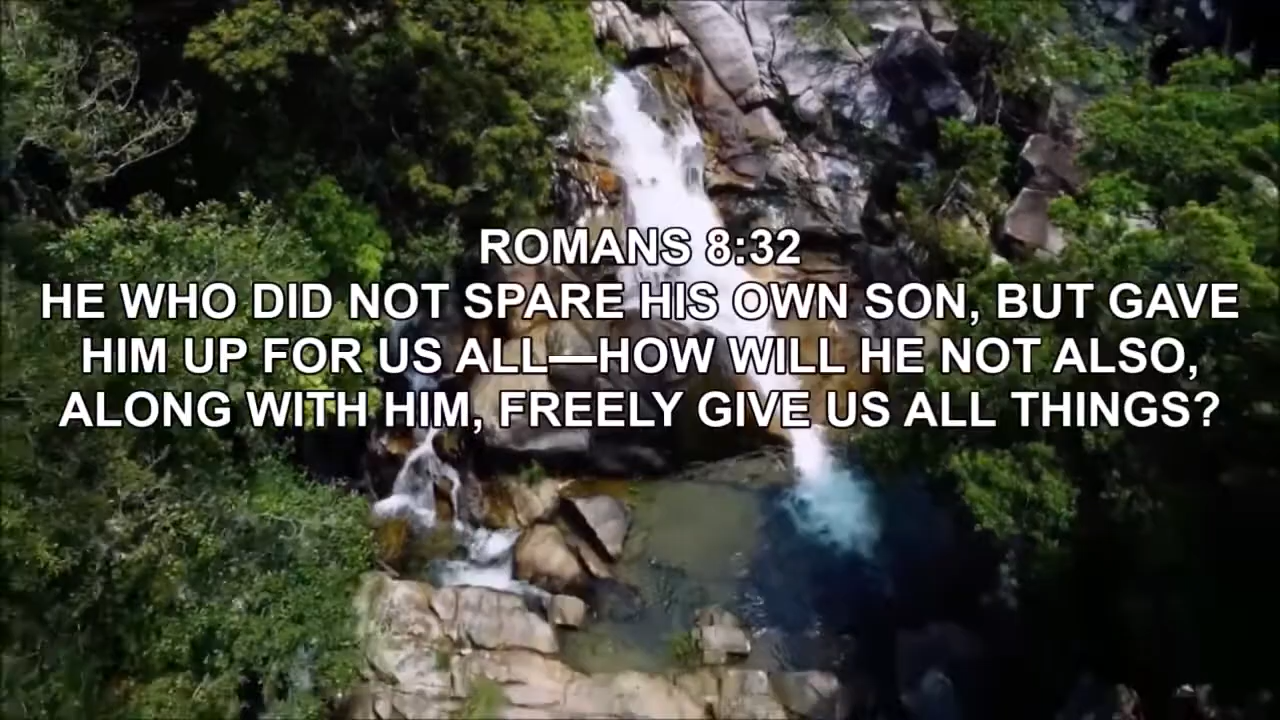 ROMANS 8:32
HE WHO DID NOT SPARE HIS OWN SON, BUT GAVE
HIM UP FOR US ALL—HOW WILL HE NOT ALSO,
ALONG WITH HIM, FREELY GIVE US ALL THINGS?